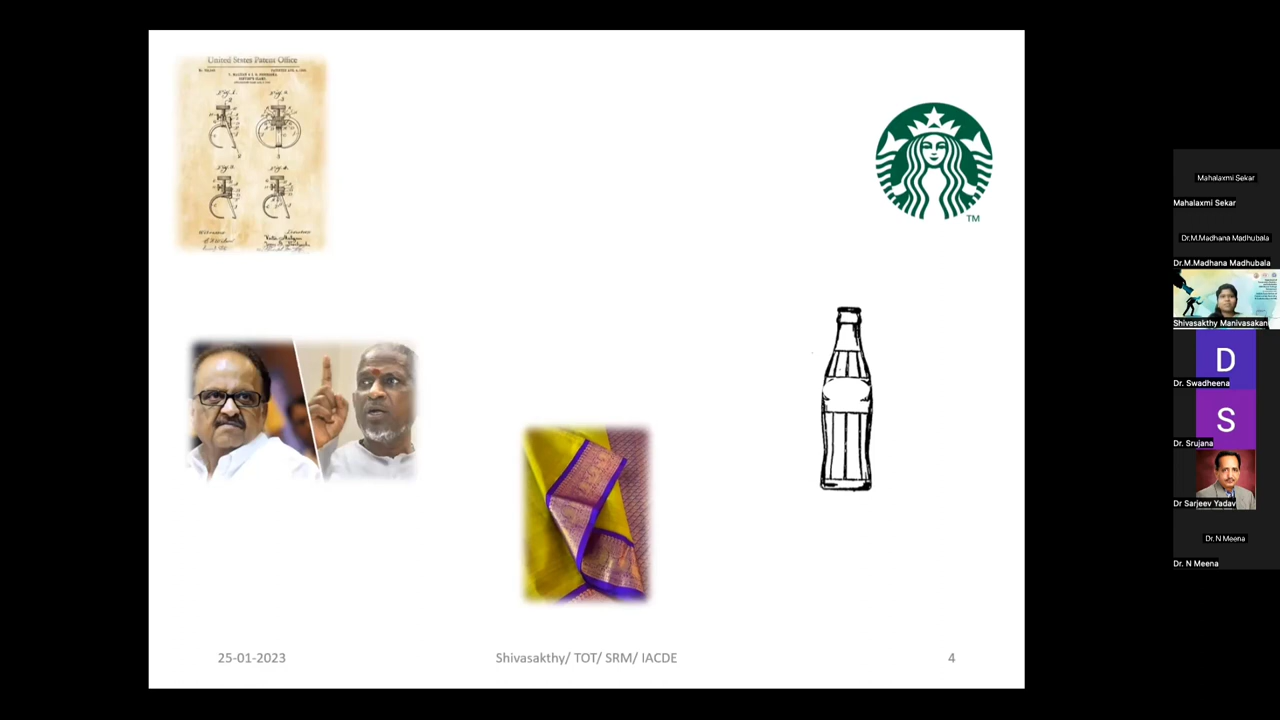 United States Patent Office
TM
25-01-2023
Shivasakthy/ TOT/ SRM/ IACDE
4
Mahalaxmi Sekar
Mahalaxmi Sekar
Dr.M.Madhana Madhubala
Dr.M.Madhana Madhubala
Shivasakthy Manivasakan
D
Dr. Swadheena
S
Dr. Srujana
Dr Sarjeev Yadav
Dr. N Meena
Dr. N Meena